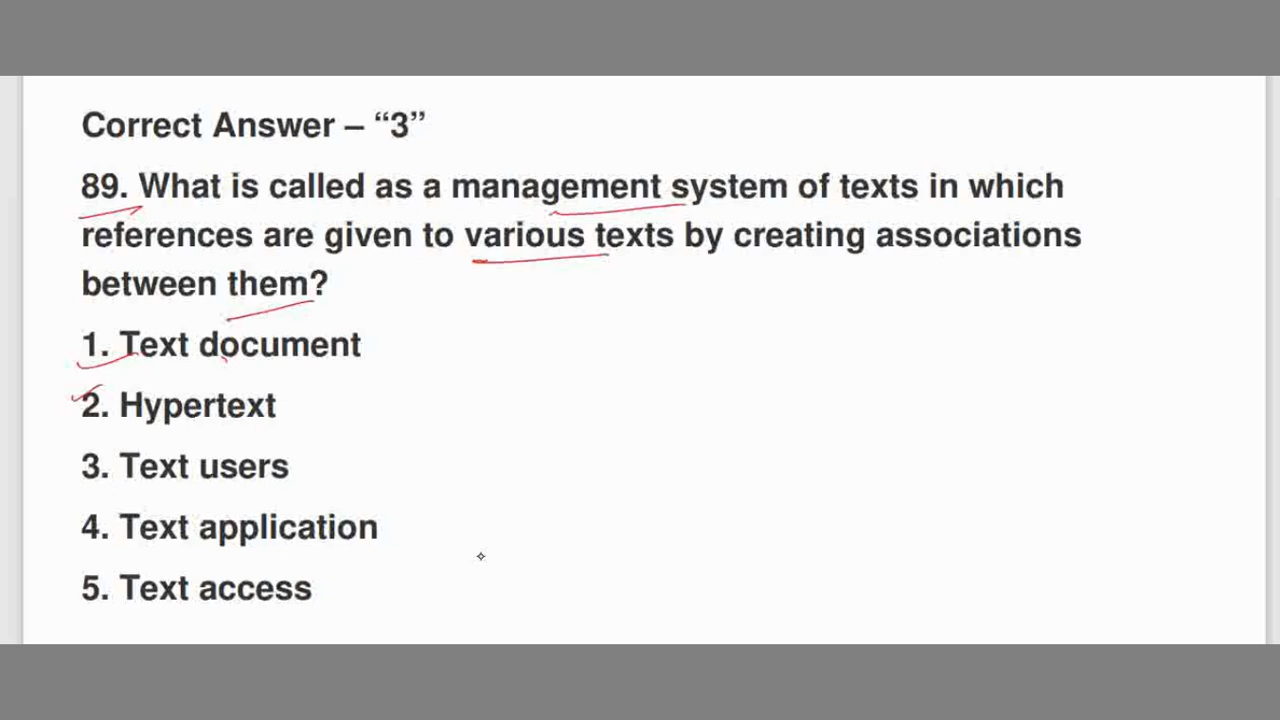 Correct Answer – “3”
89. What is called as a management system of texts in which
references are given to various texts by creating associations
between them?
1. Text document
2. Hypertext
3. Text users
4. Text application
5. Text access